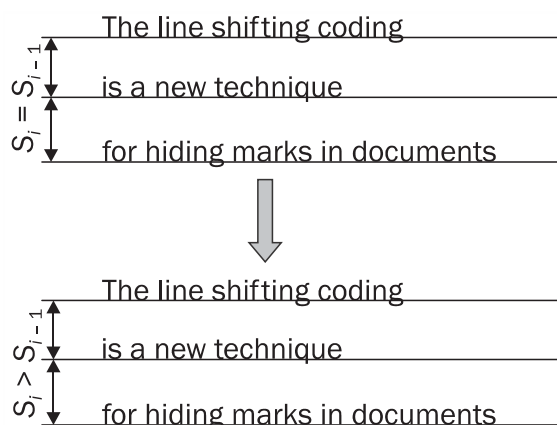 The line shifting coding
is a new technique
for hiding marks in documents
Sᵢ = Sᵢ₋₁
The line shifting coding
is a new technique
for hiding marks in documents
Sᵢ > Sᵢ₋₁